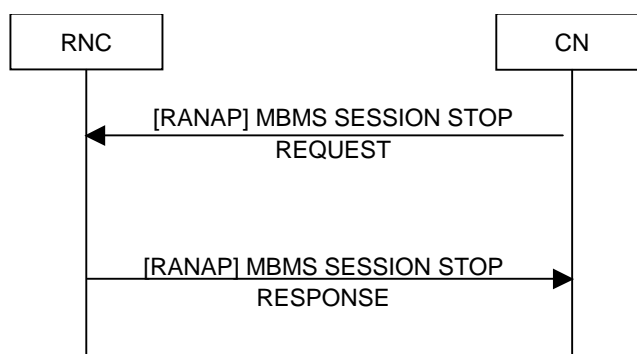 RNC
CN
[RANAP] MBMS SESSION STOP
REQUEST
[RANAP] MBMS SESSION STOP
RESPONSE